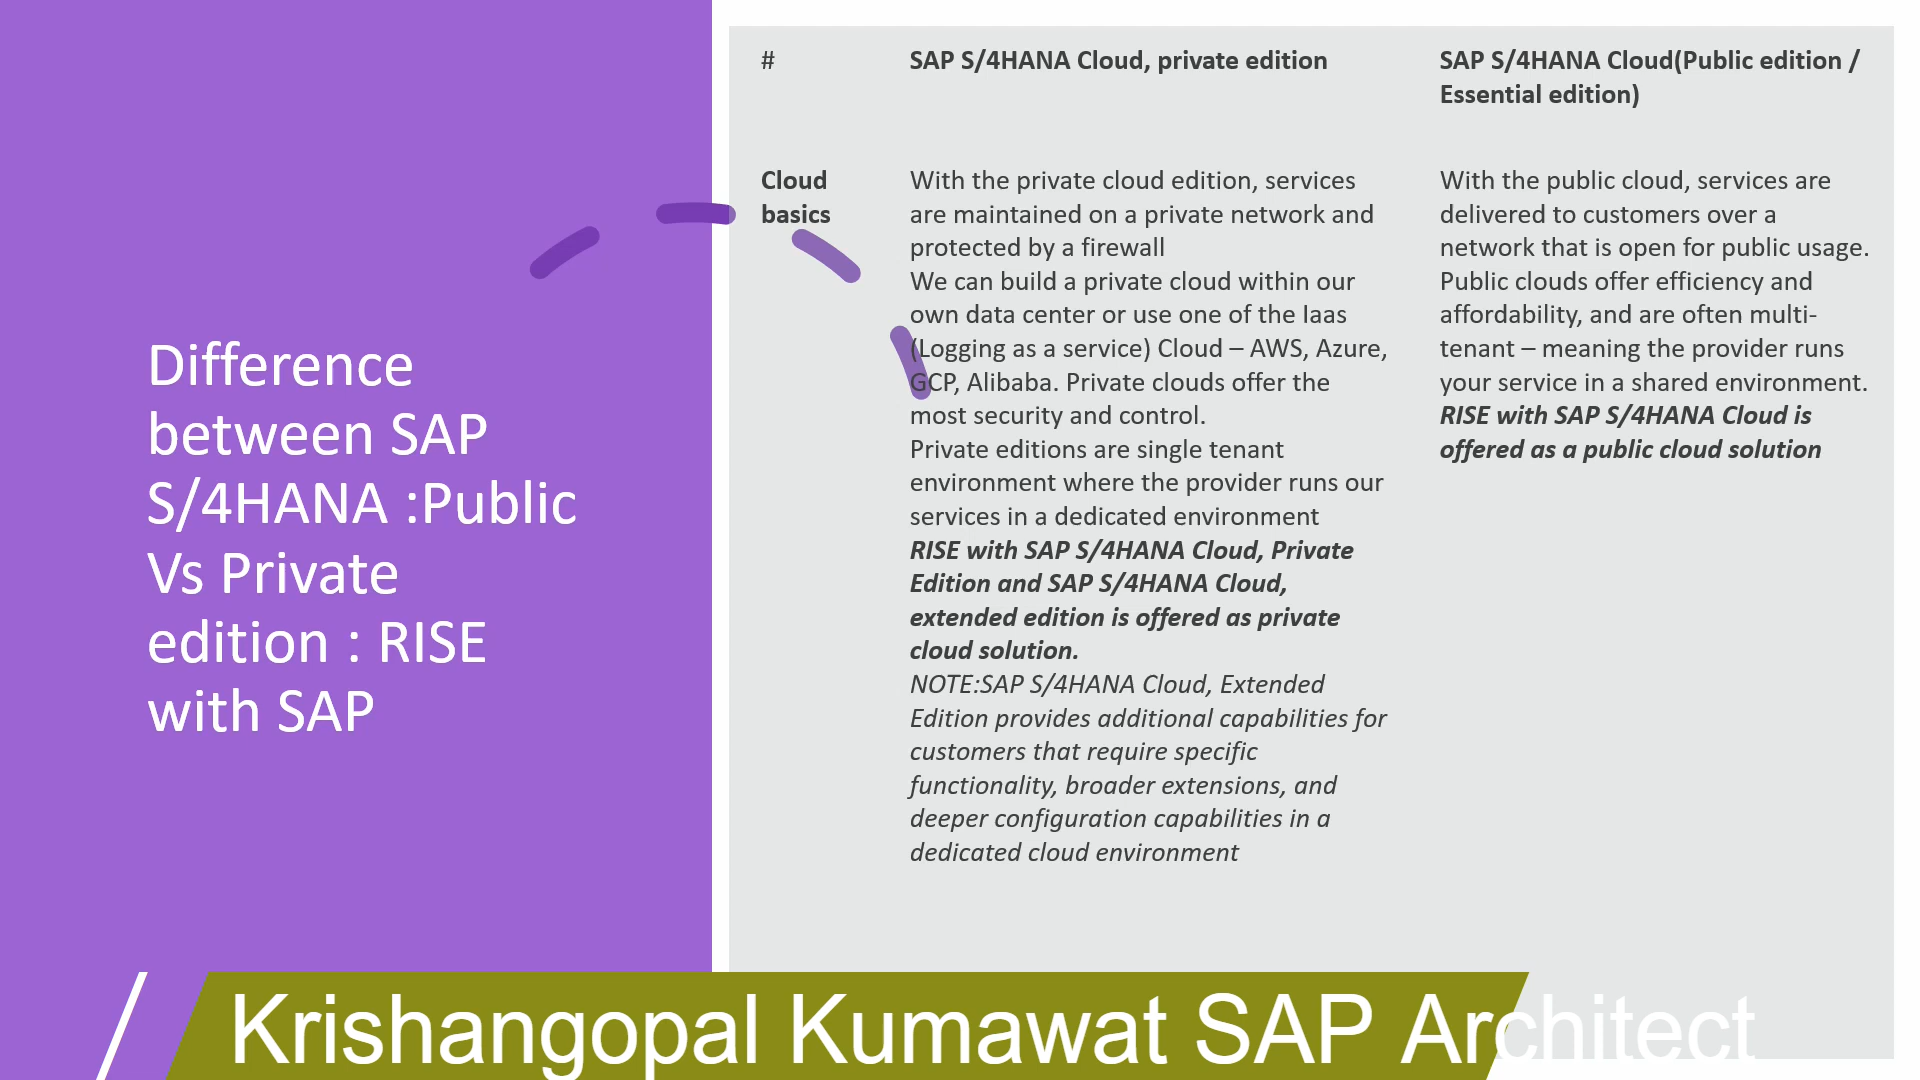 Difference
between SAP
S/4HANA :Public
Vs Private
edition : RISE
with SAP
#
SAP S/4HANA Cloud, private edition
SAP S/4HANA Cloud(Public edition /
Essential edition)
Cloud
basics
With the private cloud edition, services
are maintained on a private network and
protected by a firewall
We can build a private cloud within our
own data center or use one of the Iaas
(Logging as a service) Cloud – AWS, Azure,
GCP, Alibaba. Private clouds offer the
most security and control.
Private editions are single tenant
environment where the provider runs our
services in a dedicated environment
RISE with SAP S/4HANA Cloud, Private
Edition and SAP S/4HANA Cloud,
extended edition is offered as private
cloud solution.
NOTE:SAP S/4HANA Cloud, Extended
Edition provides additional capabilities for
customers that require specific
functionality, broader extensions, and
deeper configuration capabilities in a
dedicated cloud environment
With the public cloud, services are
delivered to customers over a
network that is open for public usage.
Public clouds offer efficiency and
affordability, and are often multi-
tenant – meaning the provider runs
your service in a shared environment.
RISE with SAP S/4HANA Cloud is
offered as a public cloud solution
Krishangopal Kumawat SAP Architect